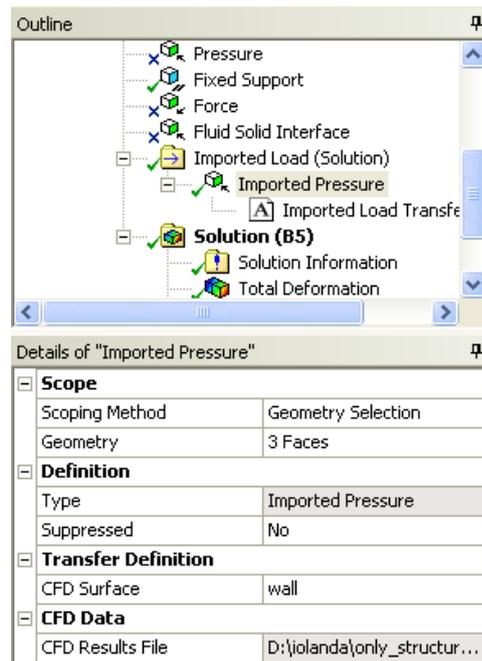 Outline
Pressure
Fixed Support
Force
Fluid Solid Interface
Imported Load (Solution)
Imported Pressure
A Imported Load Transfe
Solution (B5)
Solution Information
Total Deformation
Details of "Imported Pressure"
Scope
Scoping Method Geometry Selection
Geometry 3 Faces
Definition
Type Imported Pressure
Suppressed No
Transfer Definition
CFD Surface wall
CFD Data
CFD Results File D:\iolanda\only_structur...